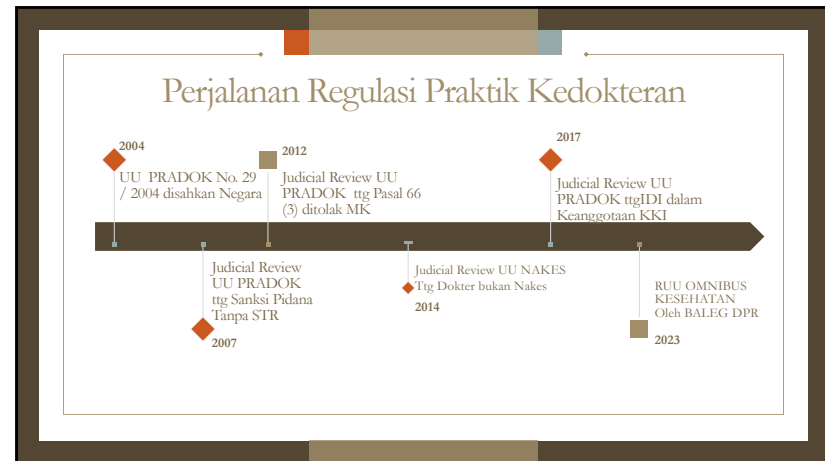 Perjalanan Regulasi Praktik Kedokteran
2004
UU PRADOK No. 29
/ 2004 disahkan Negara
2012
Judicial Review UU
PRADOK ttg Pasal 66
(3) ditolak MK
2017
Judicial Review UU
PRADOK ttgIDI dalam
Keanggotaan KKI
Judicial Review
UU PRADOK
ttg Sanksi Pidana
Tanpa STR
2007
Judicial Review UU NAKES
Ttg Dokter bukan Nakes
2014
RUU OMNIBUS
KESEHATAN
Oleh BALEG DPR
2023